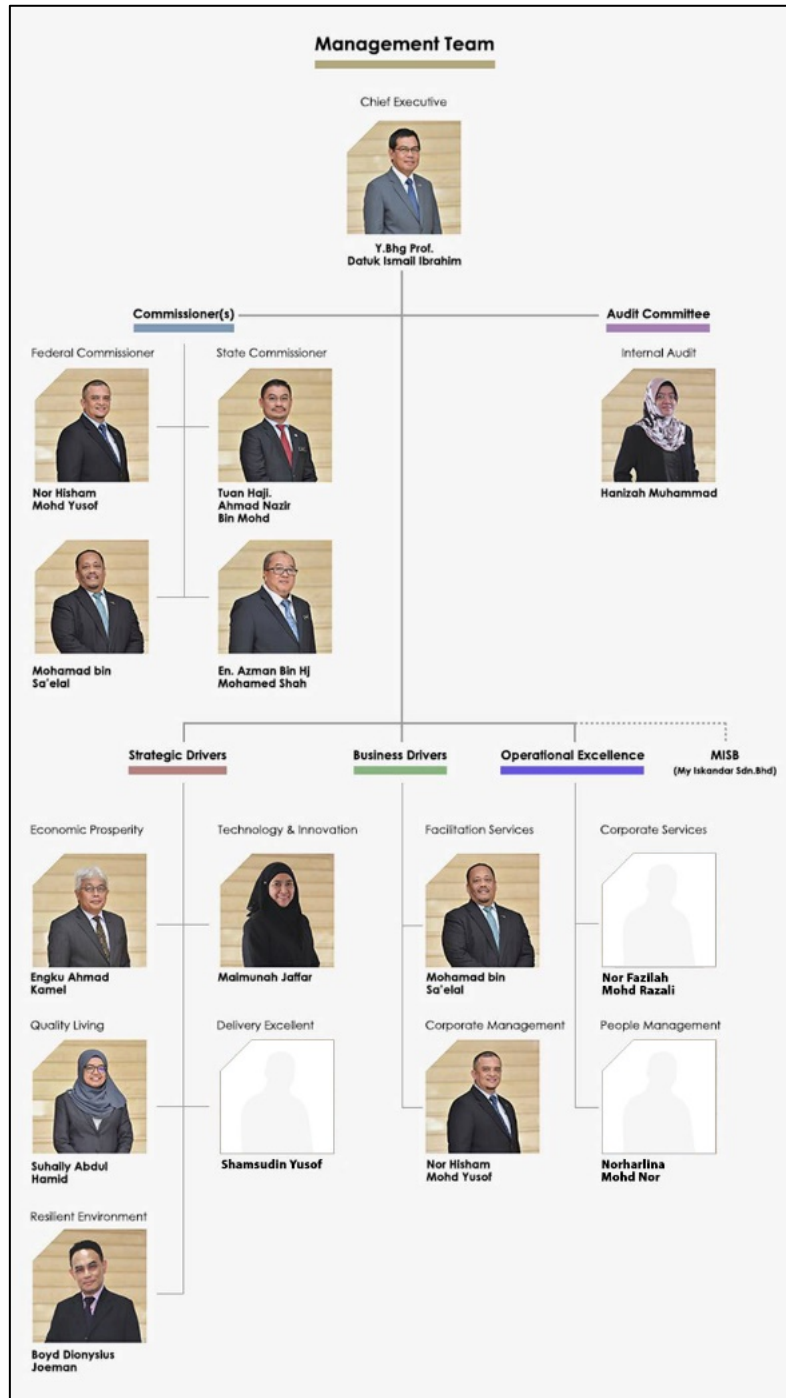 Management Team
Chief Executive
Y.Bhg Prof.
Datuk Ismail Ibrahim
Commissioner(s)
Audit Committee
Federal Commissioner
State Commissioner
Internal Audit
Nor Hisham
Mohd Yusof
Tuan Haji.
Ahmad Nazir
Bin Mohd
Hanizah Muhammad
Mohamad bin
Sa'elal
En. Azman Bin Hj
Mohamed Shah
Strategic Drivers
Business Drivers
Operational Excellence
MISB
(My Iskandar Sdn.Bhd)
Economic Prosperity
Technology & Innovation
Facilitation Services
Corporate Services
Engku Ahmad
Kamel
Maimunah Jaffar
Mohamad bin
Sa'elal
Nor Fazilah
Mohd Razali
Quality Living
Delivery Excellent
Corporate Management
People Management
Suhaily Abdul
Hamid
Shamsudin Yusof
Nor Hisham
Mohd Yusof
Norharlina
Mohd Nor
Resilient Environment
Boyd Dionysius
Joeman